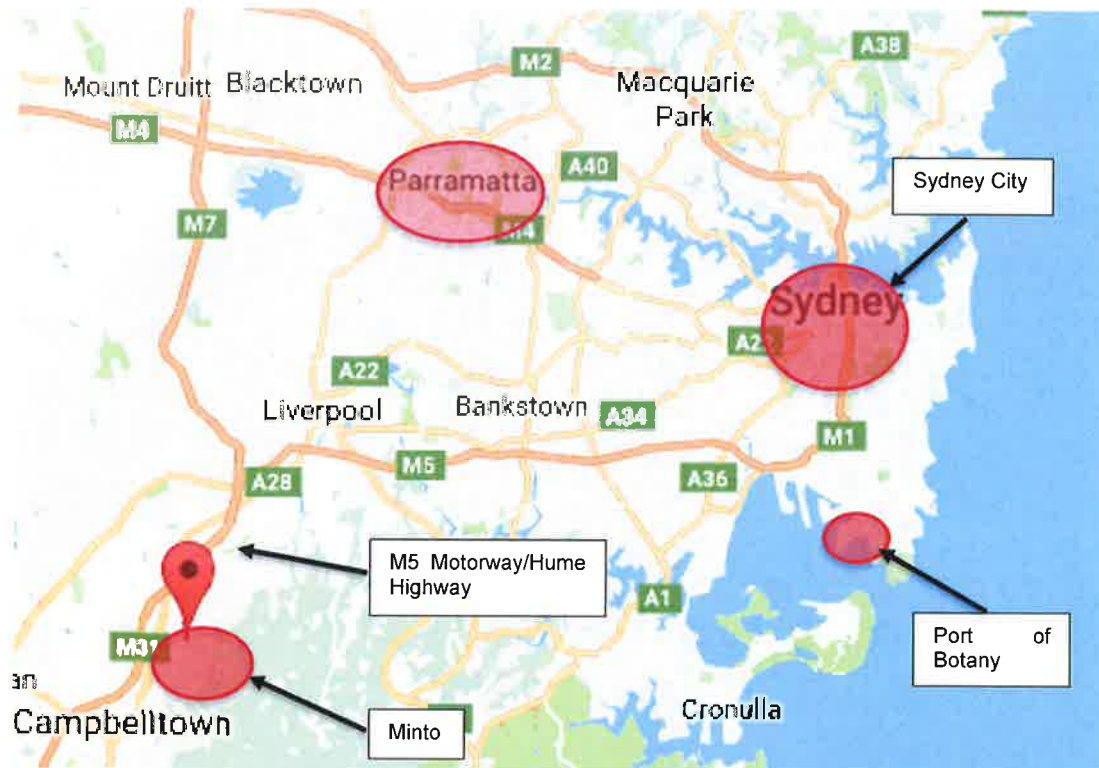 A38
M2
Macquarie
Park
Mount Druitt
Blacktown
M4
A40
Sydney City
Parramatta
M4
M7
Sydney
A22
Liverpool
Bankstown
A34
M1
M5
A36
A28
M5 Motorway/Hume
Highway
A1
Port of
Botany
M31
Minto
Campbelltown
Cronulla